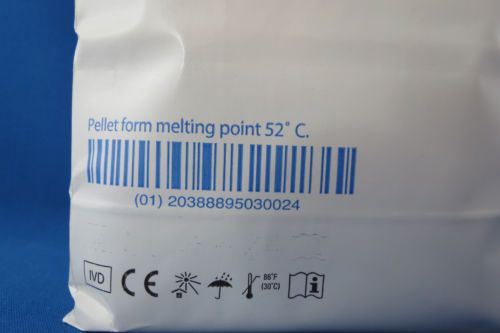 Pellet form melting point 52° C.
(01) 20388895030024
IVD CE 86°F
(30°C) i